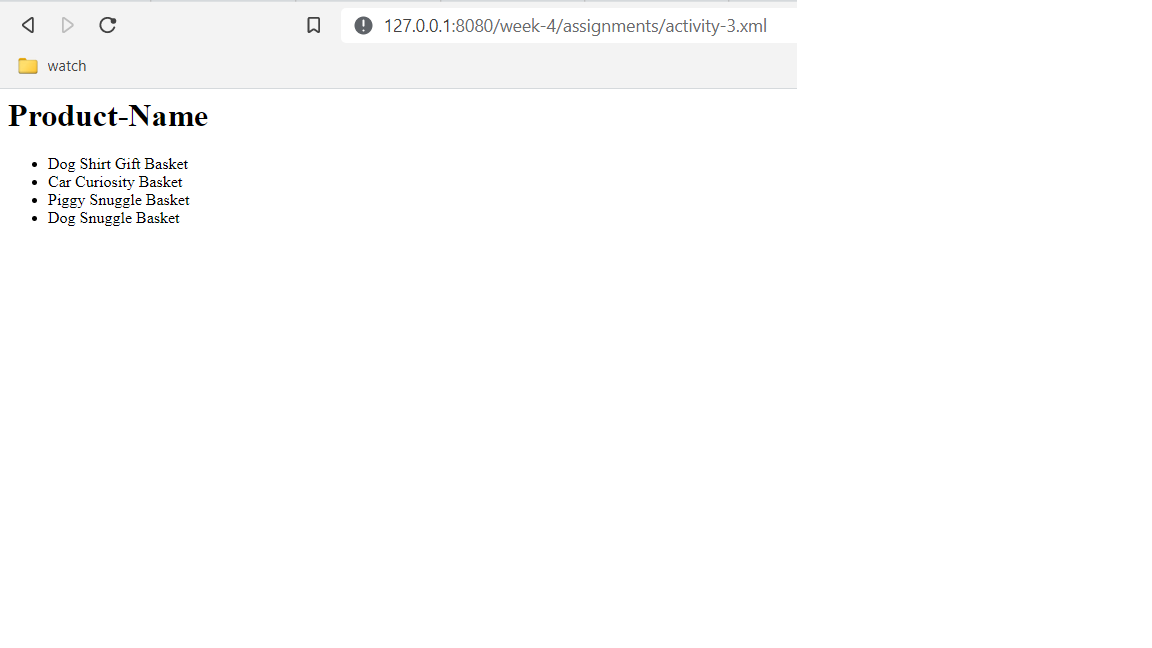 127.0.0.1:8080/week-4/assignments/activity-3.xml
watch
Product-Name
Dog Shirt Gift Basket
Car Curiosity Basket
Piggy Snuggle Basket
Dog Snuggle Basket